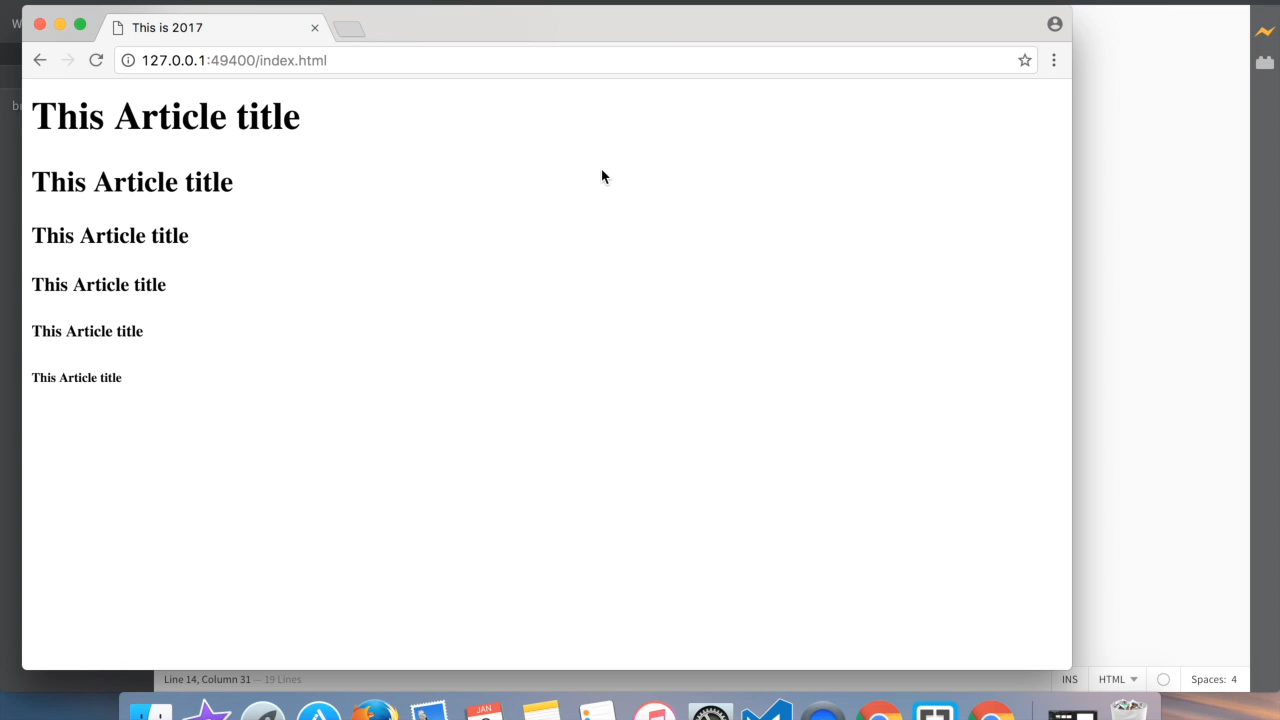 This is 2017
127.0.0.1:49400/index.html
This Article title
This Article title
This Article title
This Article title
This Article title
This Article title
Line 14, Column 31 — 19 Lines
INS HTML Spaces: 4
JAN